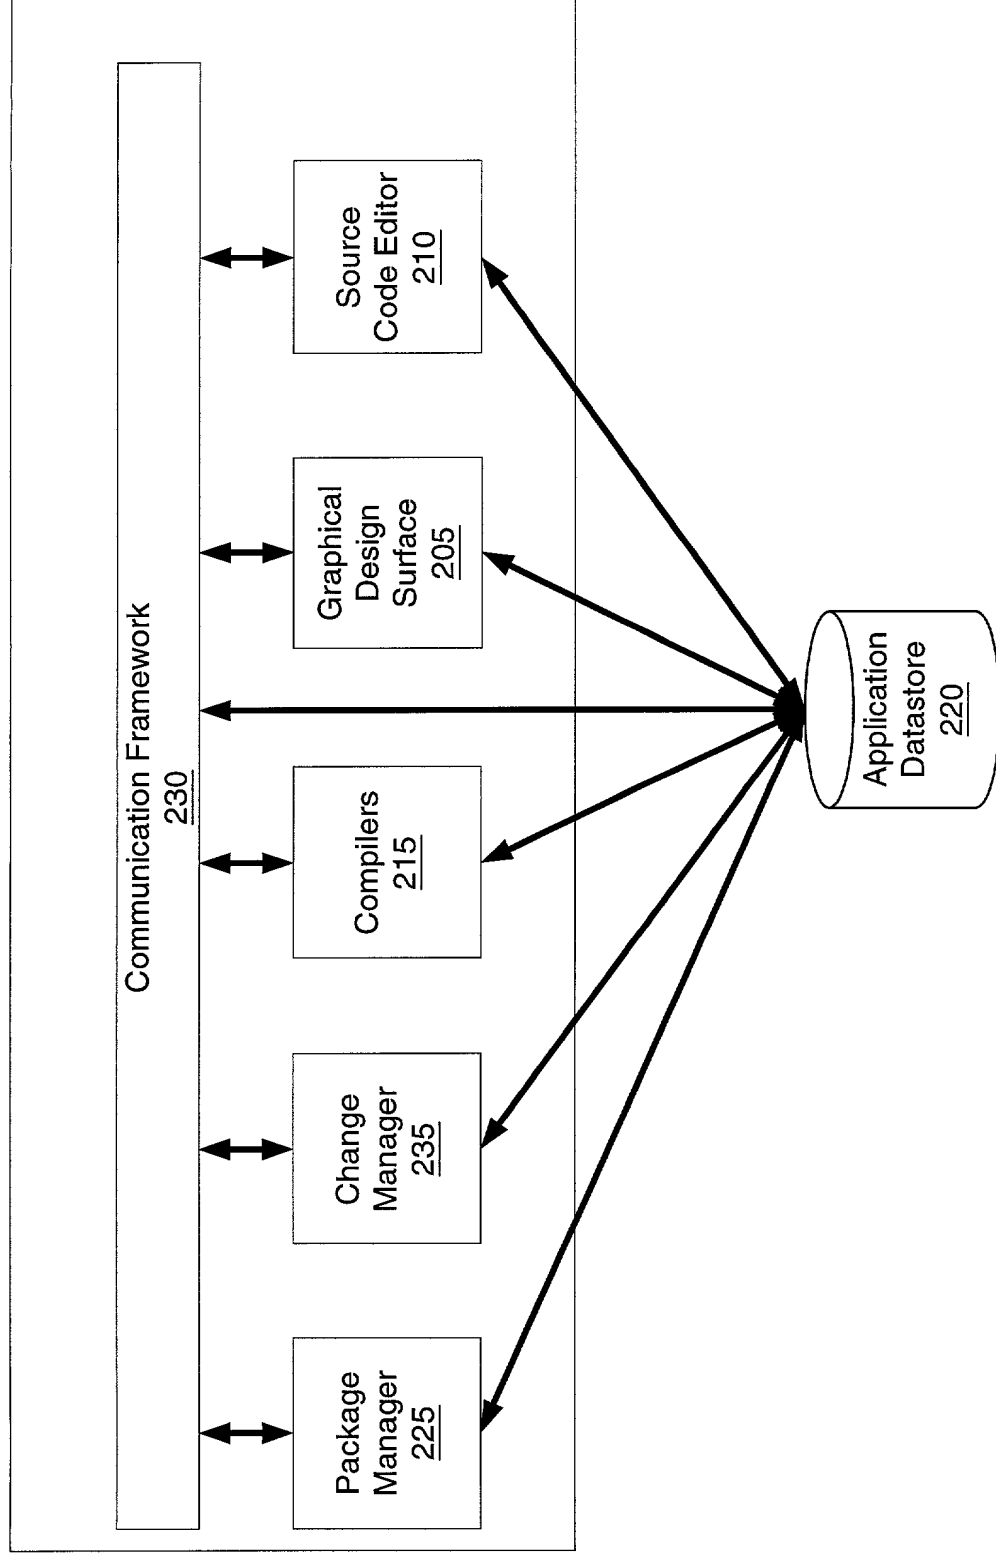 Communication Framework
230
Package
Manager
225
Change
Manager
235
Compilers
215
Graphical
Design
Surface
205
Source
Code Editor
210
Application
Datastore
220